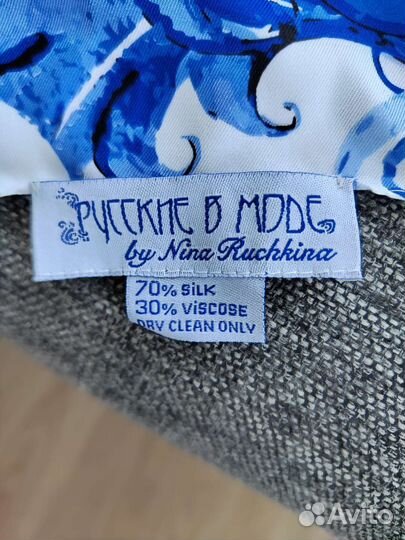 РУССКИЕ В МОДЕ
by Nina Ruchkina
70% SILK
30% VISCOSE
DRY CLEAN ONLY
Avito